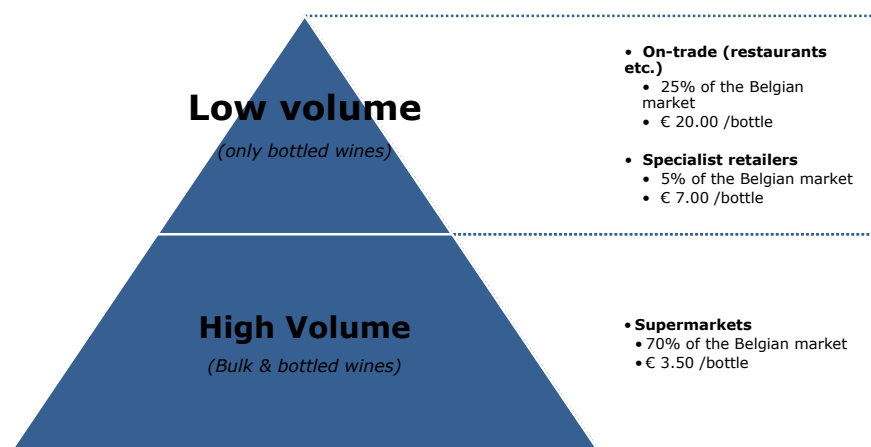 Low volume
(only bottled wines)
• On-trade (restaurants
etc.)
• 25% of the Belgian
market
• € 20.00 /bottle
• Specialist retailers
• 5% of the Belgian market
• € 7.00 /bottle
High Volume
(Bulk & bottled wines)
• Supermarkets
• 70% of the Belgian market
• € 3.50 /bottle